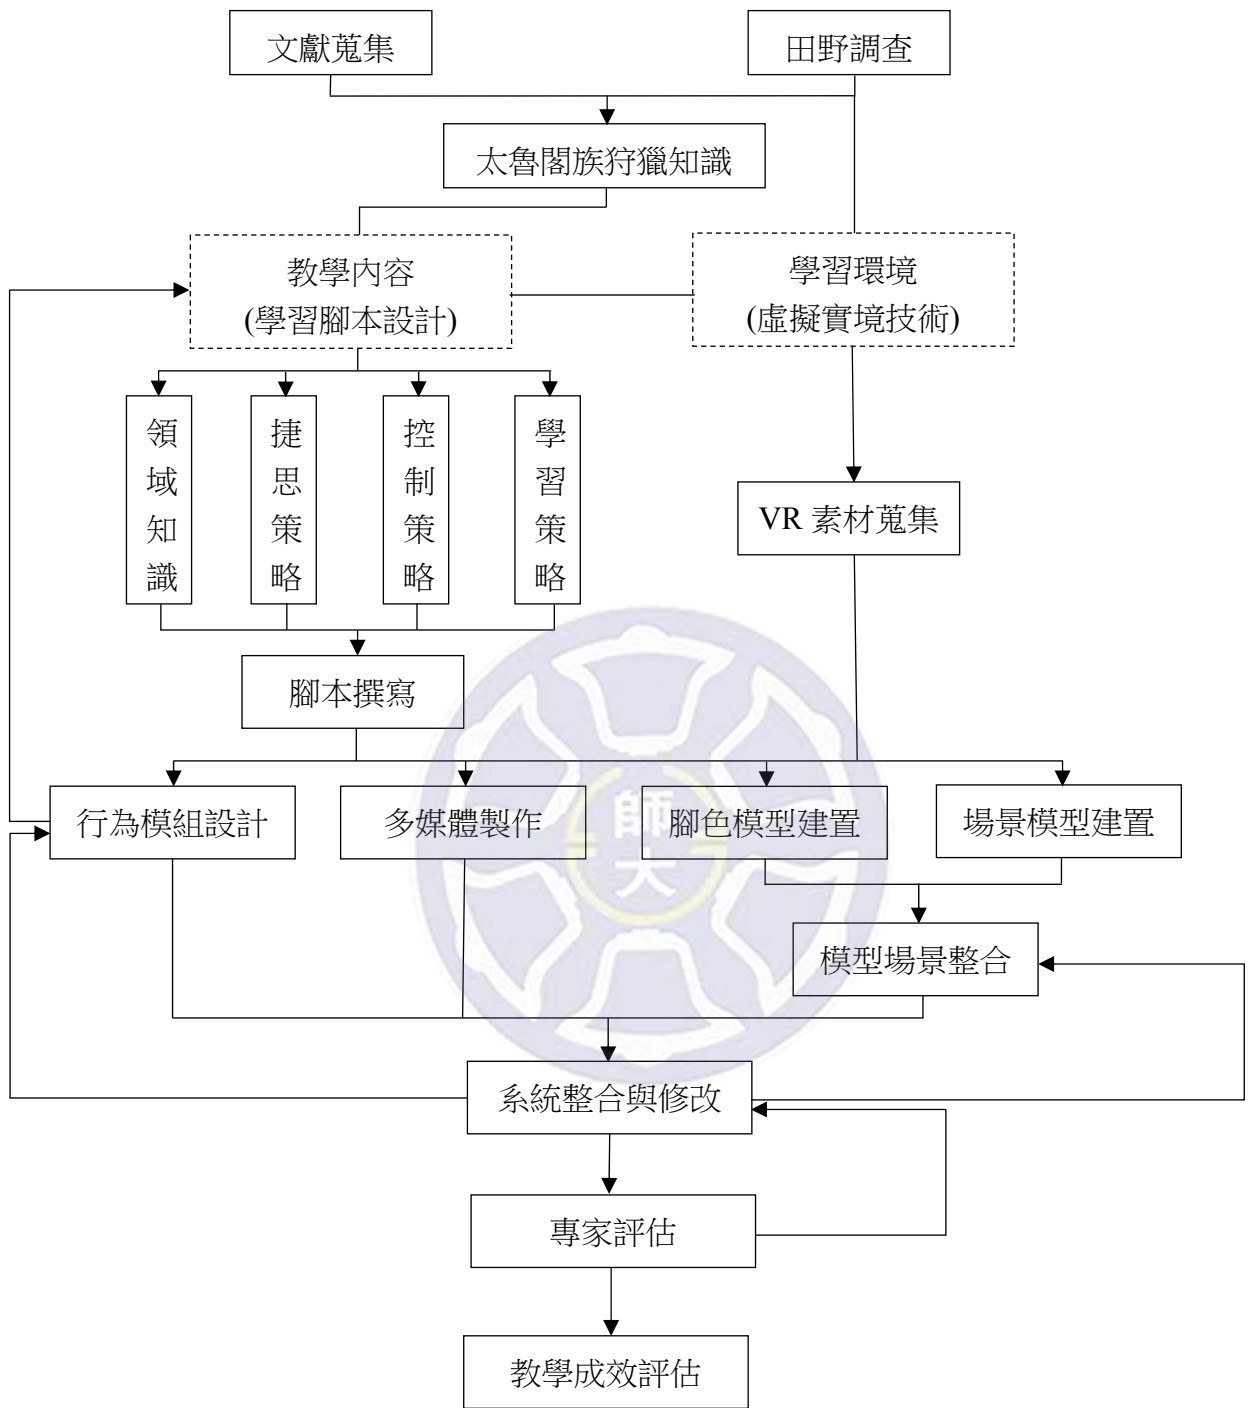 文獻蒐集
田野調查
太魯閣族狩獵知識
教學內容
(學習腳本設計)
學習環境
(虛擬實境技術)
領域知識
捷思策略
控制策略
學習策略
VR 素材蒐集
腳本撰寫
行為模組設計
多媒體製作
腳色模型建置
場景模型建置
師大
模型場景整合
系統整合與修改
專家評估
教學成效評估